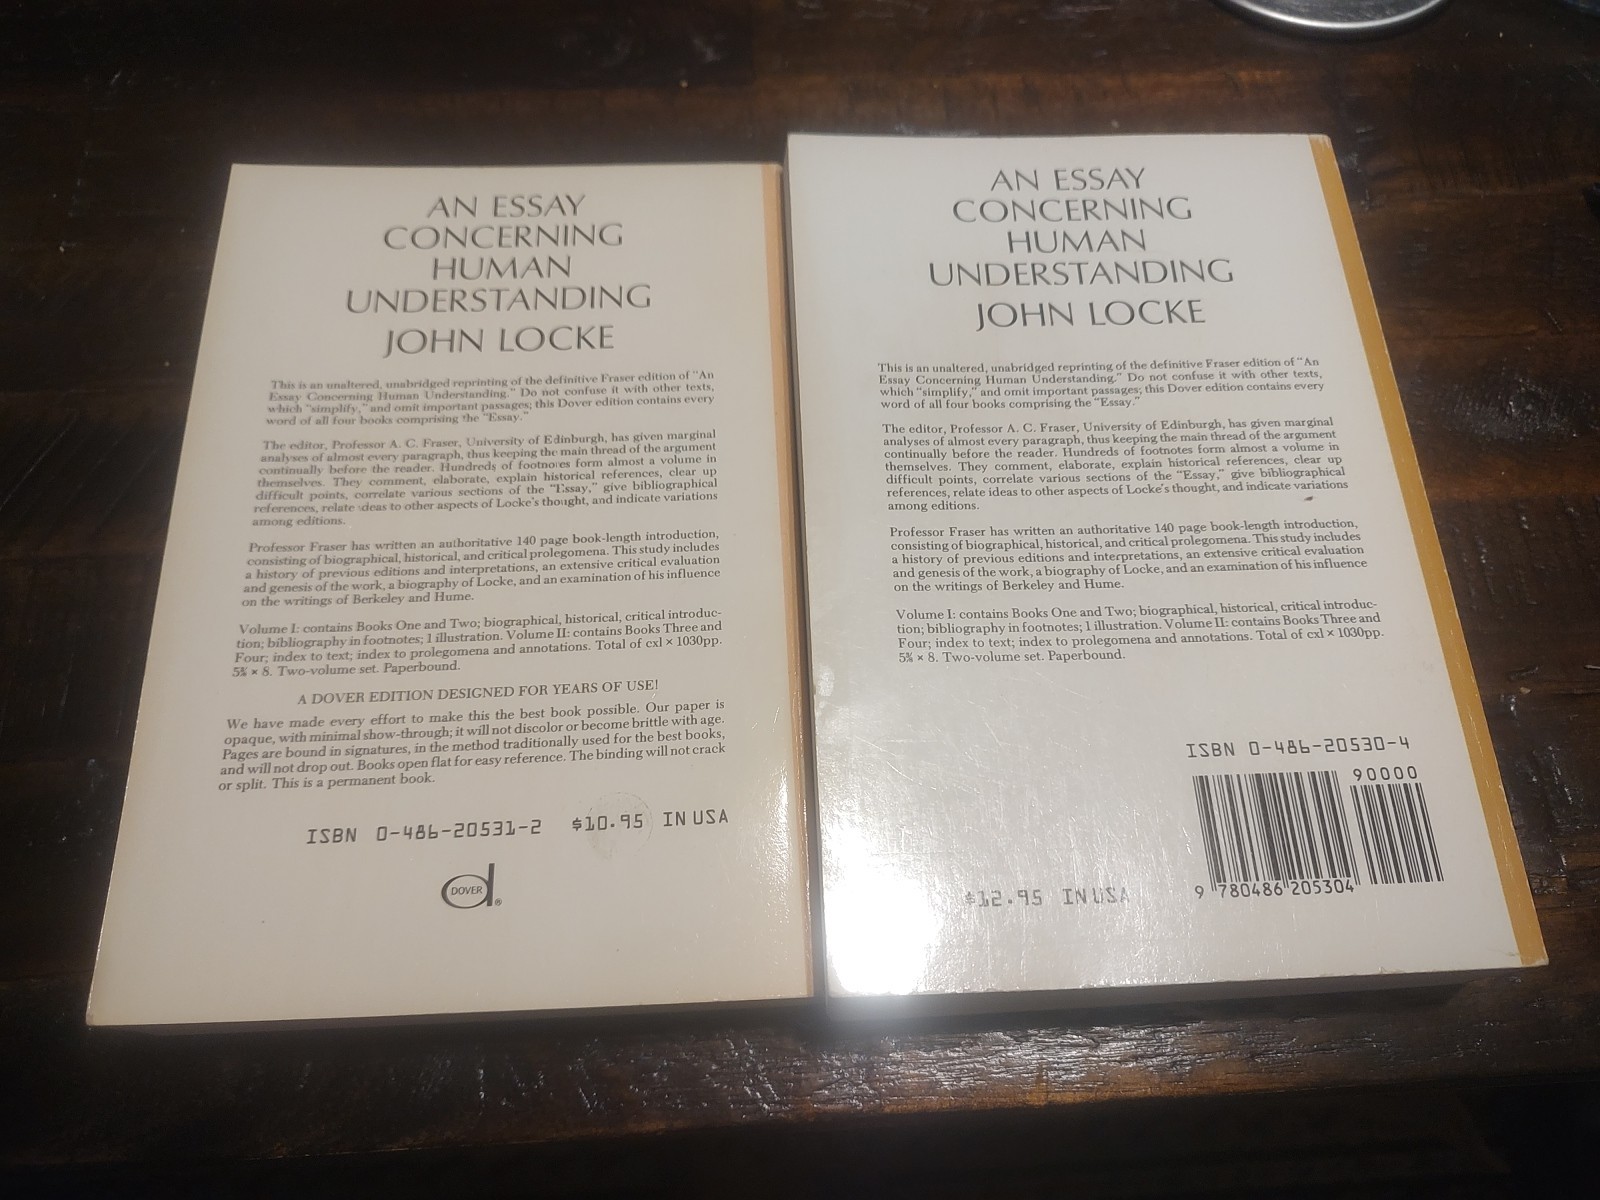 AN ESSAY
CONCERNING
HUMAN
UNDERSTANDING
JOHN LOCKE
This is an unaltered, unabridged reprinting of the definitive Fraser edition of "An
Essay Concerning Human Understanding." Do not confuse it with other texts,
which "simplify," and omit important passages; this Dover edition contains every
word of all four books comprising the "Essay."
The editor, Professor A. C. Fraser, University of Edinburgh, has given marginal
analyses of almost every paragraph, thus keeping the main thread of the argument
continually before the reader. Hundreds of footnotes form almost a volume in
themselves. They comment, elaborate, explain historical references, clear up
difficult points, correlate various sections of the "Essay," give bibliographical
references, relate ideas to other aspects of Locke's thought, and indicate variations
among editions.
Professor Fraser has written an authoritative 140 page book-length introduction,
consisting of biographical, historical, and critical prolegomena. This study includes
a history of previous editions and interpretations, an extensive critical evaluation
and genesis of the work, a biography of Locke, and an examination of his influence
on the writings of Berkeley and Hume.
Volume I: contains Books One and Two; biographical, historical, critical introduc-
tion; bibliography in footnotes; 1 illustration. Volume II: contains Books Three and
Four; index to text; index to prolegomena and annotations. Total of cxl × 1030pp.
5⅜ × 8. Two-volume set. Paperbound.
A DOVER EDITION DESIGNED FOR YEARS OF USE!
We have made every effort to make this the best book possible. Our paper is
opaque, with minimal show-through; it will not discolor or become brittle with age.
Pages are bound in signatures, in the method traditionally used for the best books,
and will not drop out. Books open flat for easy reference. The binding will not crack
or split. This is a permanent book.
ISBN 0-486-20531-2 $10.95 IN USA
DOVER ®
AN ESSAY
CONCERNING
HUMAN
UNDERSTANDING
JOHN LOCKE
This is an unaltered, unabridged reprinting of the definitive Fraser edition of "An
Essay Concerning Human Understanding." Do not confuse it with other texts,
which "simplify," and omit important passages; this Dover edition contains every
word of all four books comprising the "Essay."
The editor, Professor A. C. Fraser, University of Edinburgh, has given marginal
analyses of almost every paragraph, thus keeping the main thread of the argument
continually before the reader. Hundreds of footnotes form almost a volume in
themselves. They comment, elaborate, explain historical references, clear up
difficult points, correlate various sections of the "Essay," give bibliographical
references, relate ideas to other aspects of Locke's thought, and indicate variations
among editions.
Professor Fraser has written an authoritative 140 page book-length introduction,
consisting of biographical, historical, and critical prolegomena. This study includes
a history of previous editions and interpretations, an extensive critical evaluation
and genesis of the work, a biography of Locke, and an examination of his influence
on the writings of Berkeley and Hume.
Volume I: contains Books One and Two; biographical, historical, critical introduc-
tion; bibliography in footnotes; 1 illustration. Volume II: contains Books Three and
Four; index to text; index to prolegomena and annotations. Total of cxl × 1030pp.
5⅜ × 8. Two-volume set. Paperbound.
ISBN 0-486-20530-4
90000
$12.95 IN USA
9 780486 205304